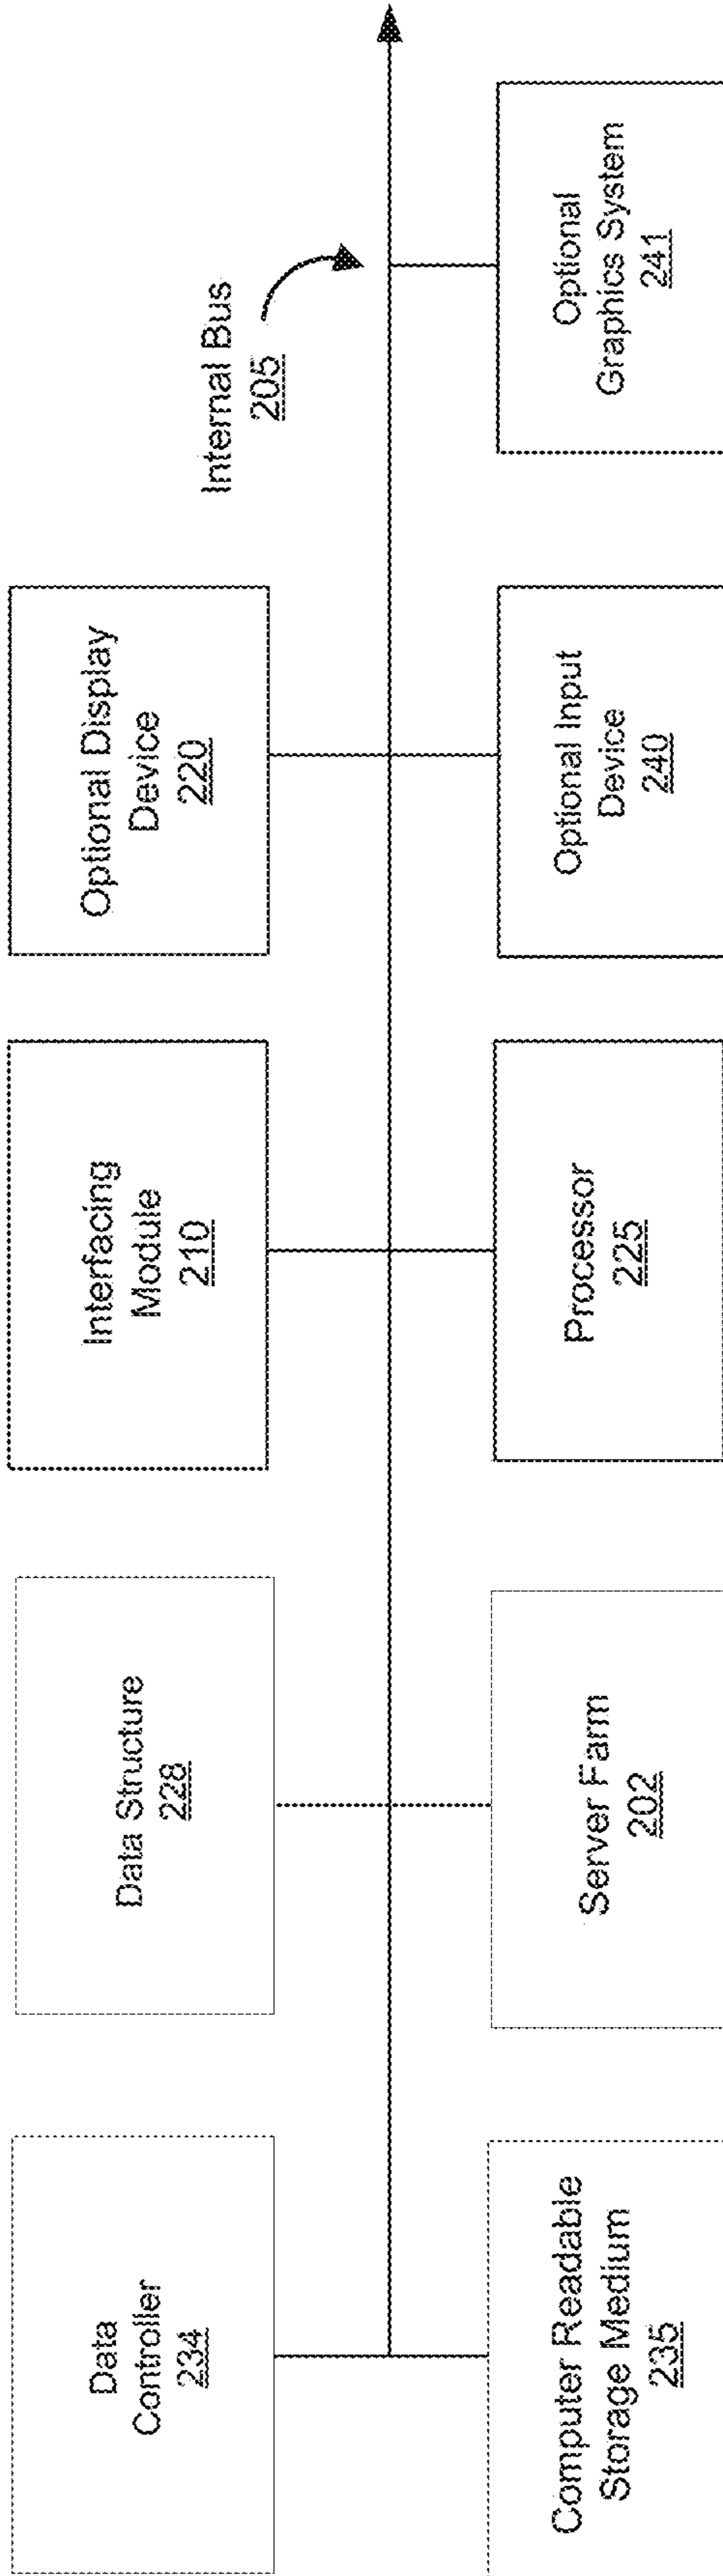 Data
Controller
234
Data Structure
228
Interfacing
Module
210
Optional Display
Device
220
Internal Bus
205
Computer Readable
Storage Medium
235
Server Farm
202
Processor
225
Optional Input
Device
240
Optional
Graphics System
241